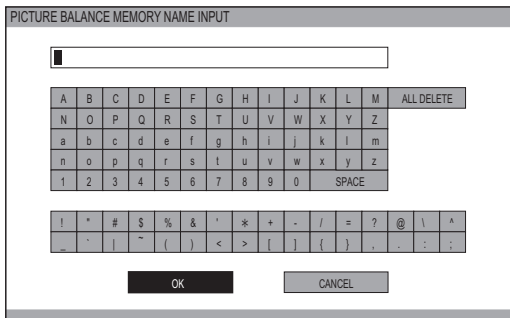 PICTURE BALANCE MEMORY NAME INPUT
A B C D E F G H I J K L M ALL DELETE
N O P Q R S T U V W X Y Z
a b c d e f g h i j k l m
n o p q r s t u v w x y z
1 2 3 4 5 6 7 8 9 0 SPACE
! " # $ % & ' * + - / = ? @ \ ^
_ ` | ~ ( ) < > [ ] { } , . : ;
OK CANCEL